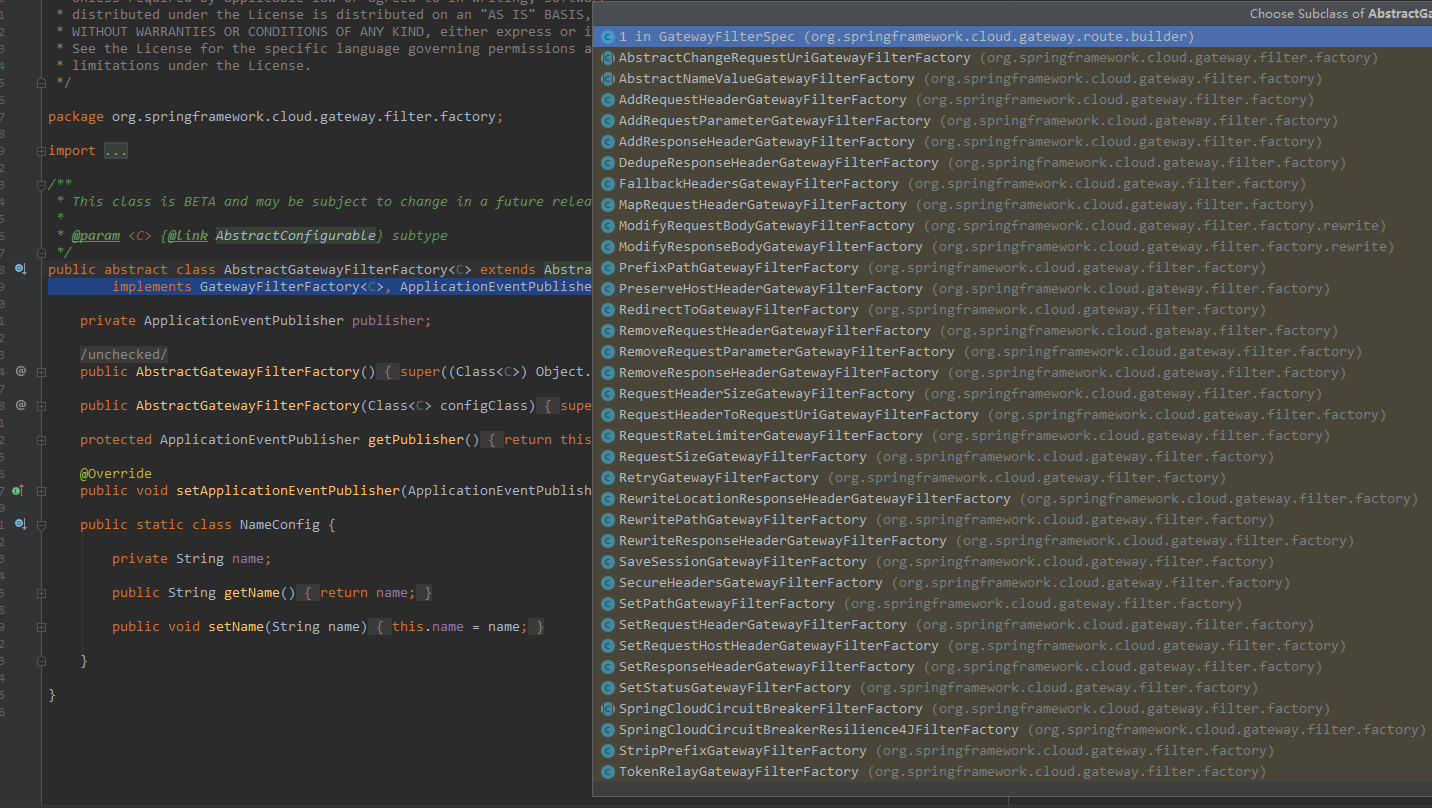 * distributed under the License is distributed on an "AS IS" BASIS,
* WITHOUT WARRANTIES OR CONDITIONS OF ANY KIND, either express or i
* See the License for the specific language governing permissions a
* limitations under the License.
*/
package org.springframework.cloud.gateway.filter.factory;
import ...
/**
* This class is BETA and may be subject to change in a future relea
*
* @param <C> {@link AbstractConfigurable} subtype
*/
public abstract class AbstractGatewayFilterFactory<C> extends Abstra
implements GatewayFilterFactory<C>, ApplicationEventPublishe
private ApplicationEventPublisher publisher;
/unchecked/
public AbstractGatewayFilterFactory() { super((Class<C>) Object.
public AbstractGatewayFilterFactory(Class<C> configClass) { supe
protected ApplicationEventPublisher getPublisher() { return this
@Override
public void setApplicationEventPublisher(ApplicationEventPublish
public static class NameConfig {
private String name;
public String getName() { return name; }
public void setName(String name) { this.name = name; }
}
}
Choose Subclass of AbstractGa
1 in GatewayFilterSpec (org.springframework.cloud.gateway.route.builder)
AbstractChangeRequestUriGatewayFilterFactory (org.springframework.cloud.gateway.filter.factory)
AbstractNameValueGatewayFilterFactory (org.springframework.cloud.gateway.filter.factory)
AddRequestHeaderGatewayFilterFactory (org.springframework.cloud.gateway.filter.factory)
AddRequestParameterGatewayFilterFactory (org.springframework.cloud.gateway.filter.factory)
AddResponseHeaderGatewayFilterFactory (org.springframework.cloud.gateway.filter.factory)
DedupeResponseHeaderGatewayFilterFactory (org.springframework.cloud.gateway.filter.factory)
FallbackHeadersGatewayFilterFactory (org.springframework.cloud.gateway.filter.factory)
MapRequestHeaderGatewayFilterFactory (org.springframework.cloud.gateway.filter.factory)
ModifyRequestBodyGatewayFilterFactory (org.springframework.cloud.gateway.filter.factory.rewrite)
ModifyResponseBodyGatewayFilterFactory (org.springframework.cloud.gateway.filter.factory.rewrite)
PrefixPathGatewayFilterFactory (org.springframework.cloud.gateway.filter.factory)
PreserveHostHeaderGatewayFilterFactory (org.springframework.cloud.gateway.filter.factory)
RedirectToGatewayFilterFactory (org.springframework.cloud.gateway.filter.factory)
RemoveRequestHeaderGatewayFilterFactory (org.springframework.cloud.gateway.filter.factory)
RemoveRequestParameterGatewayFilterFactory (org.springframework.cloud.gateway.filter.factory)
RemoveResponseHeaderGatewayFilterFactory (org.springframework.cloud.gateway.filter.factory)
RequestHeaderSizeGatewayFilterFactory (org.springframework.cloud.gateway.filter.factory)
RequestHeaderToRequestUriGatewayFilterFactory (org.springframework.cloud.gateway.filter.factory)
RequestRateLimiterGatewayFilterFactory (org.springframework.cloud.gateway.filter.factory)
RequestSizeGatewayFilterFactory (org.springframework.cloud.gateway.filter.factory)
RetryGatewayFilterFactory (org.springframework.cloud.gateway.filter.factory)
RewriteLocationResponseHeaderGatewayFilterFactory (org.springframework.cloud.gateway.filter.factory)
RewritePathGatewayFilterFactory (org.springframework.cloud.gateway.filter.factory)
RewriteResponseHeaderGatewayFilterFactory (org.springframework.cloud.gateway.filter.factory)
SaveSessionGatewayFilterFactory (org.springframework.cloud.gateway.filter.factory)
SecureHeadersGatewayFilterFactory (org.springframework.cloud.gateway.filter.factory)
SetPathGatewayFilterFactory (org.springframework.cloud.gateway.filter.factory)
SetRequestHeaderGatewayFilterFactory (org.springframework.cloud.gateway.filter.factory)
SetRequestHostHeaderGatewayFilterFactory (org.springframework.cloud.gateway.filter.factory)
SetResponseHeaderGatewayFilterFactory (org.springframework.cloud.gateway.filter.factory)
SetStatusGatewayFilterFactory (org.springframework.cloud.gateway.filter.factory)
SpringCloudCircuitBreakerFilterFactory (org.springframework.cloud.gateway.filter.factory)
SpringCloudCircuitBreakerResilience4JFilterFactory (org.springframework.cloud.gateway.filter.factory)
StripPrefixGatewayFilterFactory (org.springframework.cloud.gateway.filter.factory)
TokenRelayGatewayFilterFactory (org.springframework.cloud.gateway.filter.factory)